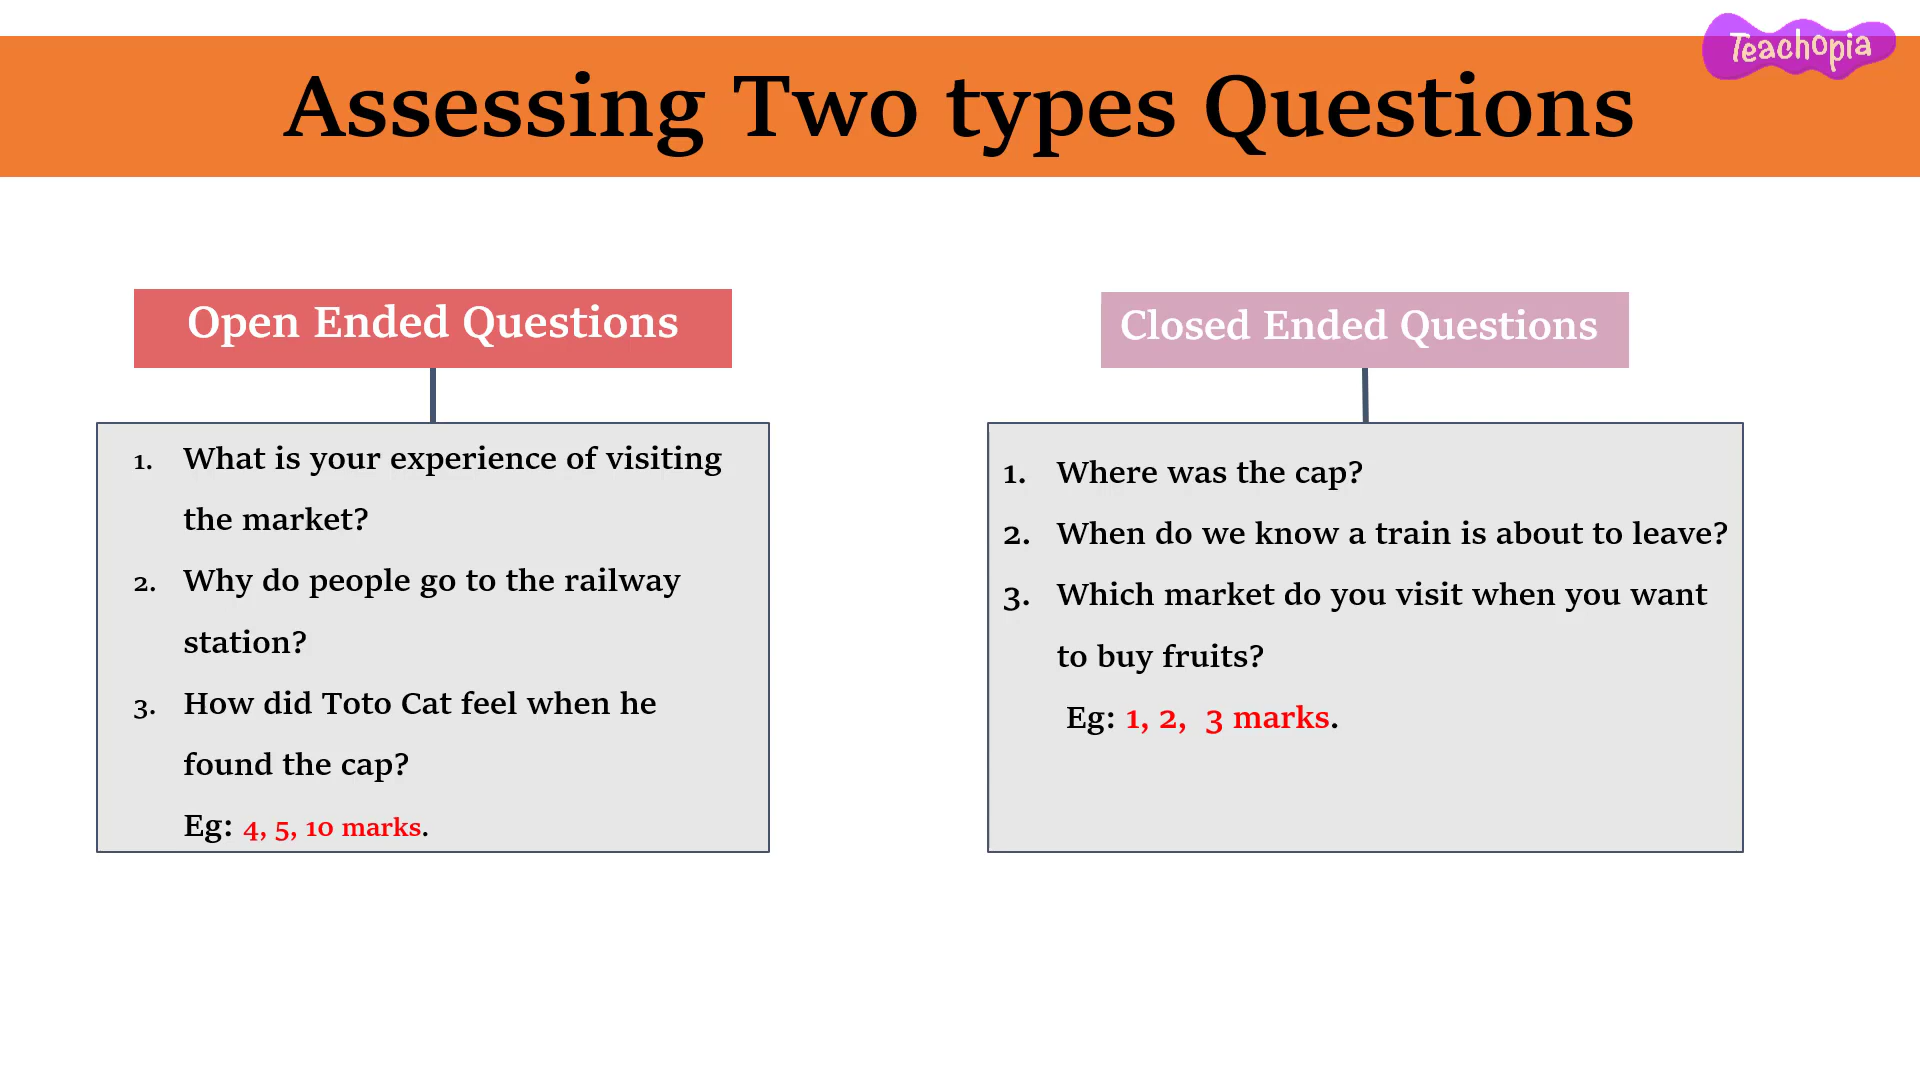 Teachopia
Assessing Two types Questions
Open Ended Questions
1. What is your experience of visiting
the market?
2. Why do people go to the railway
station?
3. How did Toto Cat feel when he
found the cap?
Eg: 4, 5, 10 marks.
Closed Ended Questions
1. Where was the cap?
2. When do we know a train is about to leave?
3. Which market do you visit when you want
to buy fruits?
Eg: 1, 2, 3 marks.